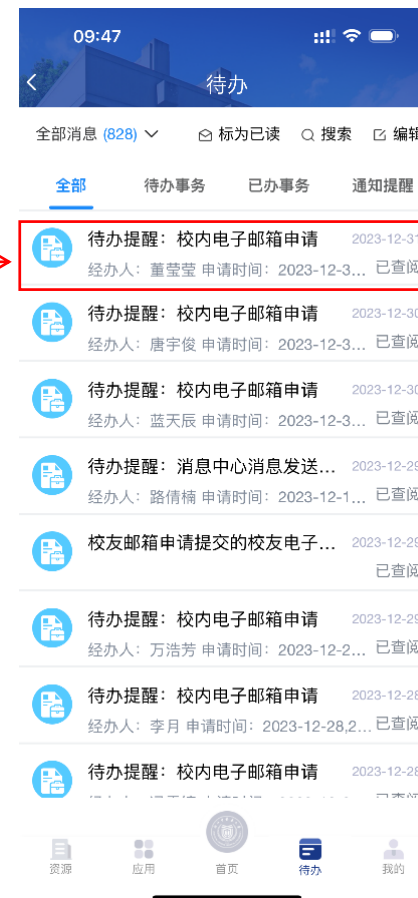 09:47
待办
全部消息 (828) 标为已读 搜索 编辑
全部 待办事务 已办事务 通知提醒
待办提醒：校内电子邮箱申请 2023-12-31
经办人：董莹莹 申请时间：2023-12-3... 已查阅
待办提醒：校内电子邮箱申请 2023-12-30
经办人：唐宇俊 申请时间：2023-12-3... 已查阅
待办提醒：校内电子邮箱申请 2023-12-30
经办人：蓝天辰 申请时间：2023-12-3... 已查阅
待办提醒：消息中心消息发送... 2023-12-29
经办人：路倩楠 申请时间：2023-12-1... 已查阅
校友邮箱申请提交的校友电子... 2023-12-29
已查阅
待办提醒：校内电子邮箱申请 2023-12-29
经办人：万浩芳 申请时间：2023-12-2... 已查阅
待办提醒：校内电子邮箱申请 2023-12-28
经办人：李月 申请时间：2023-12-28,2... 已查阅
待办提醒：校内电子邮箱申请 2023-12-28
资源 应用 首页 待办 我的